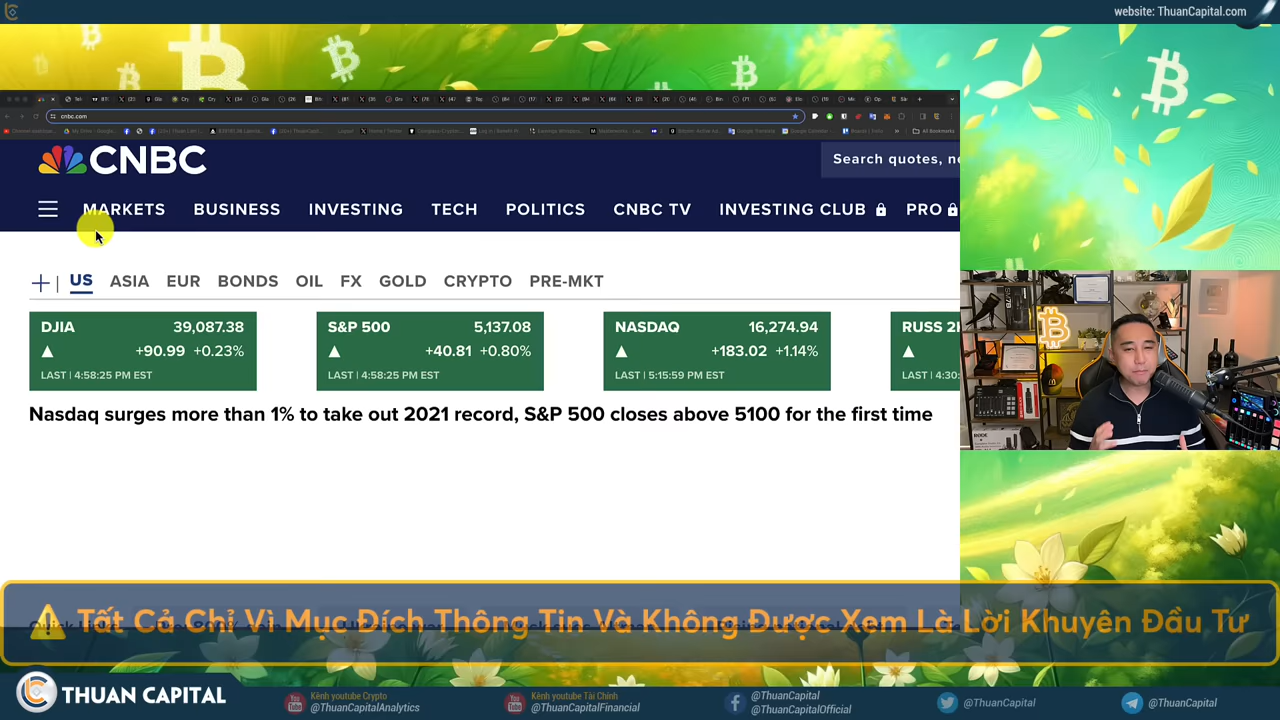 website: ThuanCapital.com
cnbc.com
All Bookmarks
CNBC
Search quotes, ne
MARKETS BUSINESS INVESTING TECH POLITICS CNBC TV INVESTING CLUB PRO
US ASIA EUR BONDS OIL FX GOLD CRYPTO PRE-MKT
DJIA 39,087.38
+90.99 +0.23%
LAST | 4:58:25 PM EST
S&P 500 5,137.08
+40.81 +0.80%
LAST | 4:58:25 PM EST
NASDAQ 16,274.94
+183.02 +1.14%
LAST | 5:15:59 PM EST
RUSS 2
LAST | 4:30:
Nasdaq surges more than 1% to take out 2021 record, S&P 500 closes above 5100 for the first time
Tất Cả Chỉ Vì Mục Đích Thông Tin Và Không Được Xem Là Lời Khuyên Đầu Tư
THUAN CAPITAL
Kênh youtube Crypto
@ThuanCapitalAnalytics
Kênh youtube Tài Chính
@ThuanCapitalFinancial
@ThuanCapital
@ThuanCapitalOfficial
@ThuanCapital
@ThuanCapital